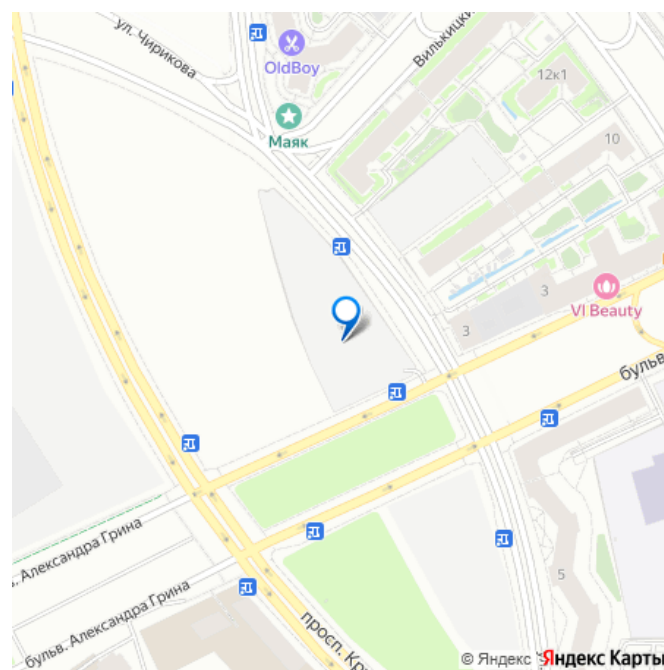 ул. Чирикова
OldBoy
Вилькицки
12к1
Маяк
10
3
VI Beauty
3
бульв.
в. Александра Грина
5
бульв. Александра Грина
просп. Кр
© Яндекс Яндекс Карты